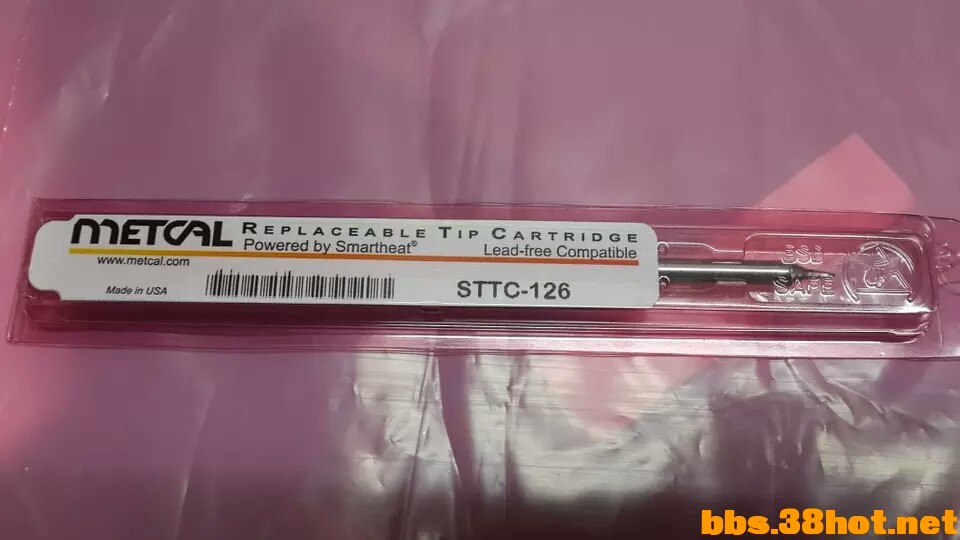 METCAL REPLACEABLE TIP CARTRIDGE
Powered by Smartheat®
Lead-free Compatible
www.metcal.com
Made in USA
STTC-126
SAFE
bbs.38hot.net